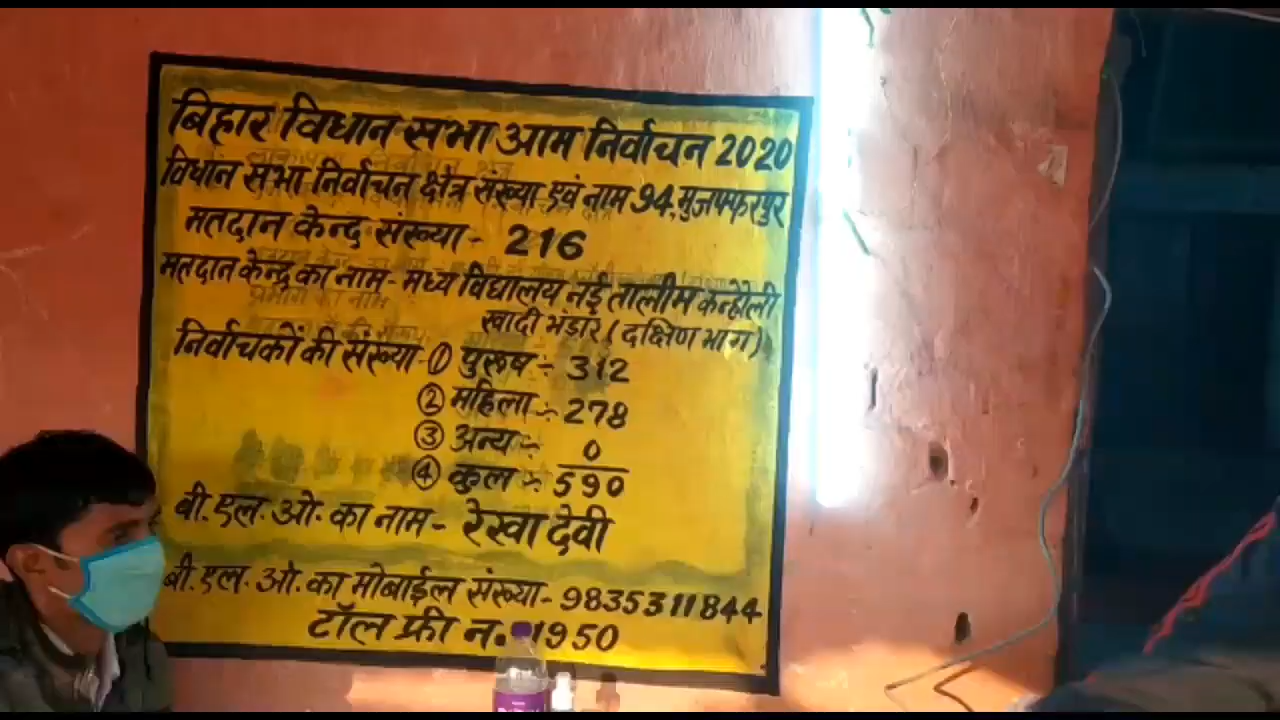 बिहार विधान सभा आम निर्वाचन 2020
विधान सभा निर्वाचन क्षेत्र संख्या एवं नाम 94, मुजफ्फरपुर
मतदान केन्द्र संख्या - 216
मतदान केन्द्र का नाम - मध्य विद्यालय नई तालीम कन्हौली
खादी भंडार (दक्षिण भाग)
निर्वाचकों की संख्या - ① पुरूष ÷ 312
② महिला ÷ 278
③ अन्य ÷ 0
④ कुल ÷ 590
बी. एल. ओ. का नाम - रेखा देवी
बी. एल. ओ. का मोबाईल संख्या - 9835311844
टॉल फ्री न. 1950